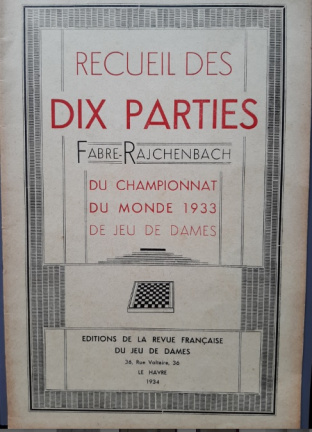 RECUEIL DES
DIX PARTIES
FABRE-RAJCHENBACH
DU CHAMPIONNAT
DU MONDE 1933
DE JEU DE DAMES
EDITIONS DE LA REVUE FRANÇAISE
DU JEU DE DAMES
36, Rue Voltaire, 36
LE HAVRE
1934